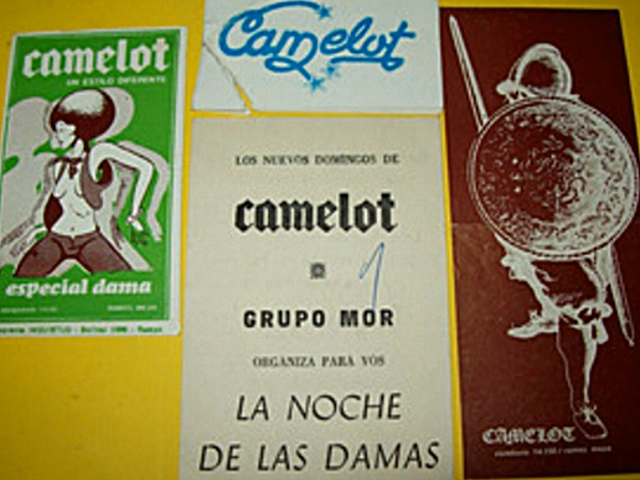 camelot
UN ESTILO DIFERENTE
especial dama
Camelot
LOS NUEVOS DOMINGOS DE
camelot
GRUPO MOR
ORGANIZA PARA VOS
LA NOCHE
DE LAS DAMAS
CAMELOT